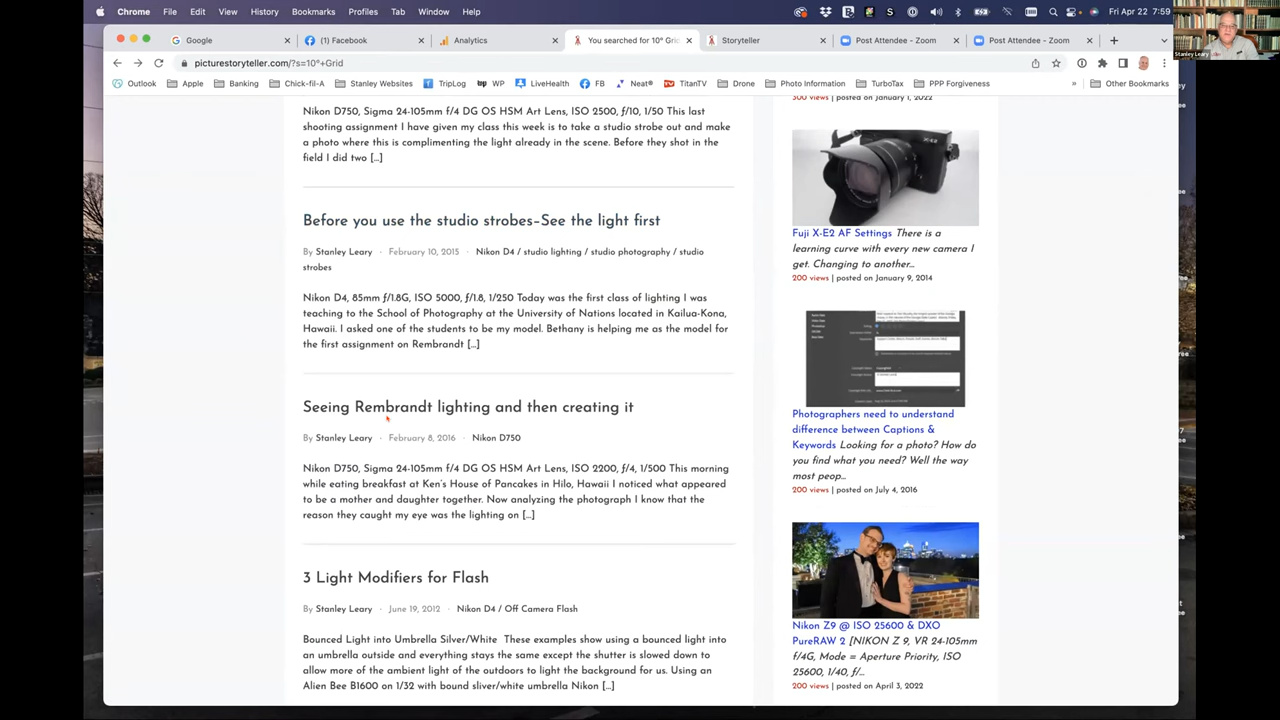 Chrome File Edit View History Bookmarks Profiles Tab Window Help Fri Apr 22 7:59
Google (1) Facebook Analytics You searched for 10° Gri Storyteller Post Attendee - Zoom Post Attendee - Zoom
Stanley Leary
picturestoryteller.com/?s=10°+Grid
Outlook Apple Banking Chick-fil-A Stanley Websites TripLog WP LiveHealth FB Neat® TitanTV Drone Photo Information TurboTax PPP Forgiveness » Other Bookmarks
Nikon D750, Sigma 24-105mm f/4 DG OS HSM Art Lens, ISO 2500, ƒ/10, 1/50 This last
shooting assignment I have given my class this week is to take a studio strobe out and make
a photo where this is complimenting the light already in the scene. Before they shot in the
field I did two [...]
Before you use the studio strobes–See the light first
By Stanley Leary · February 10, 2015 · Nikon D4 / studio lighting / studio photography / studio
strobes
Nikon D4, 85mm ƒ/1.8G, ISO 5000, ƒ/1.8, 1/250 Today was the first class of lighting I was
teaching to the School of Photography at the University of Nations located in Kailua-Kona,
Hawaii. I asked one of the students to be my model. Bethany is helping me as the model for
the first assignment on Rembrandt [...]
Seeing Rembrandt lighting and then creating it
By Stanley Leary · February 8, 2016 · Nikon D750
Nikon D750, Sigma 24-105mm f/4 DG OS HSM Art Lens, ISO 2200, ƒ/4, 1/500 This morning
while eating breakfast at Ken's House of Pancakes in Hilo, Hawaii I noticed what appeared
to be a mother and daughter together. Now analyzing the photograph I know that the
reason they caught my eye was the light is on [...]
3 Light Modifiers for Flash
By Stanley Leary · June 19, 2012 · Nikon D4 / Off Camera Flash
Bounced Light into Umbrella Silver/White These examples show using a bounced light into
an umbrella outside and everything stays the same except the shutter is slowed down to
allow more of the ambient light of the outdoors to light the background for us. Using an
Alien Bee B1600 on 1/32 with bound sliver/white umbrella Nikon [...]
300 views | posted on January 1, 2022
Fuji X-E2 AF Settings There is a
learning curve with every new camera I
get. Changing to another...
200 views | posted on January 9, 2014
Photographers need to understand
difference between Captions &
Keywords Looking for a photo? How do
you find what you need? Well the way
most peop...
200 views | posted on July 4, 2016
Nikon Z9 @ ISO 25600 & DXO
PureRAW 2 [NIKON Z 9, VR 24-105mm
f/4G, Mode = Aperture Priority, ISO
25600, 1/40, ƒ/...
200 views | posted on April 3, 2022